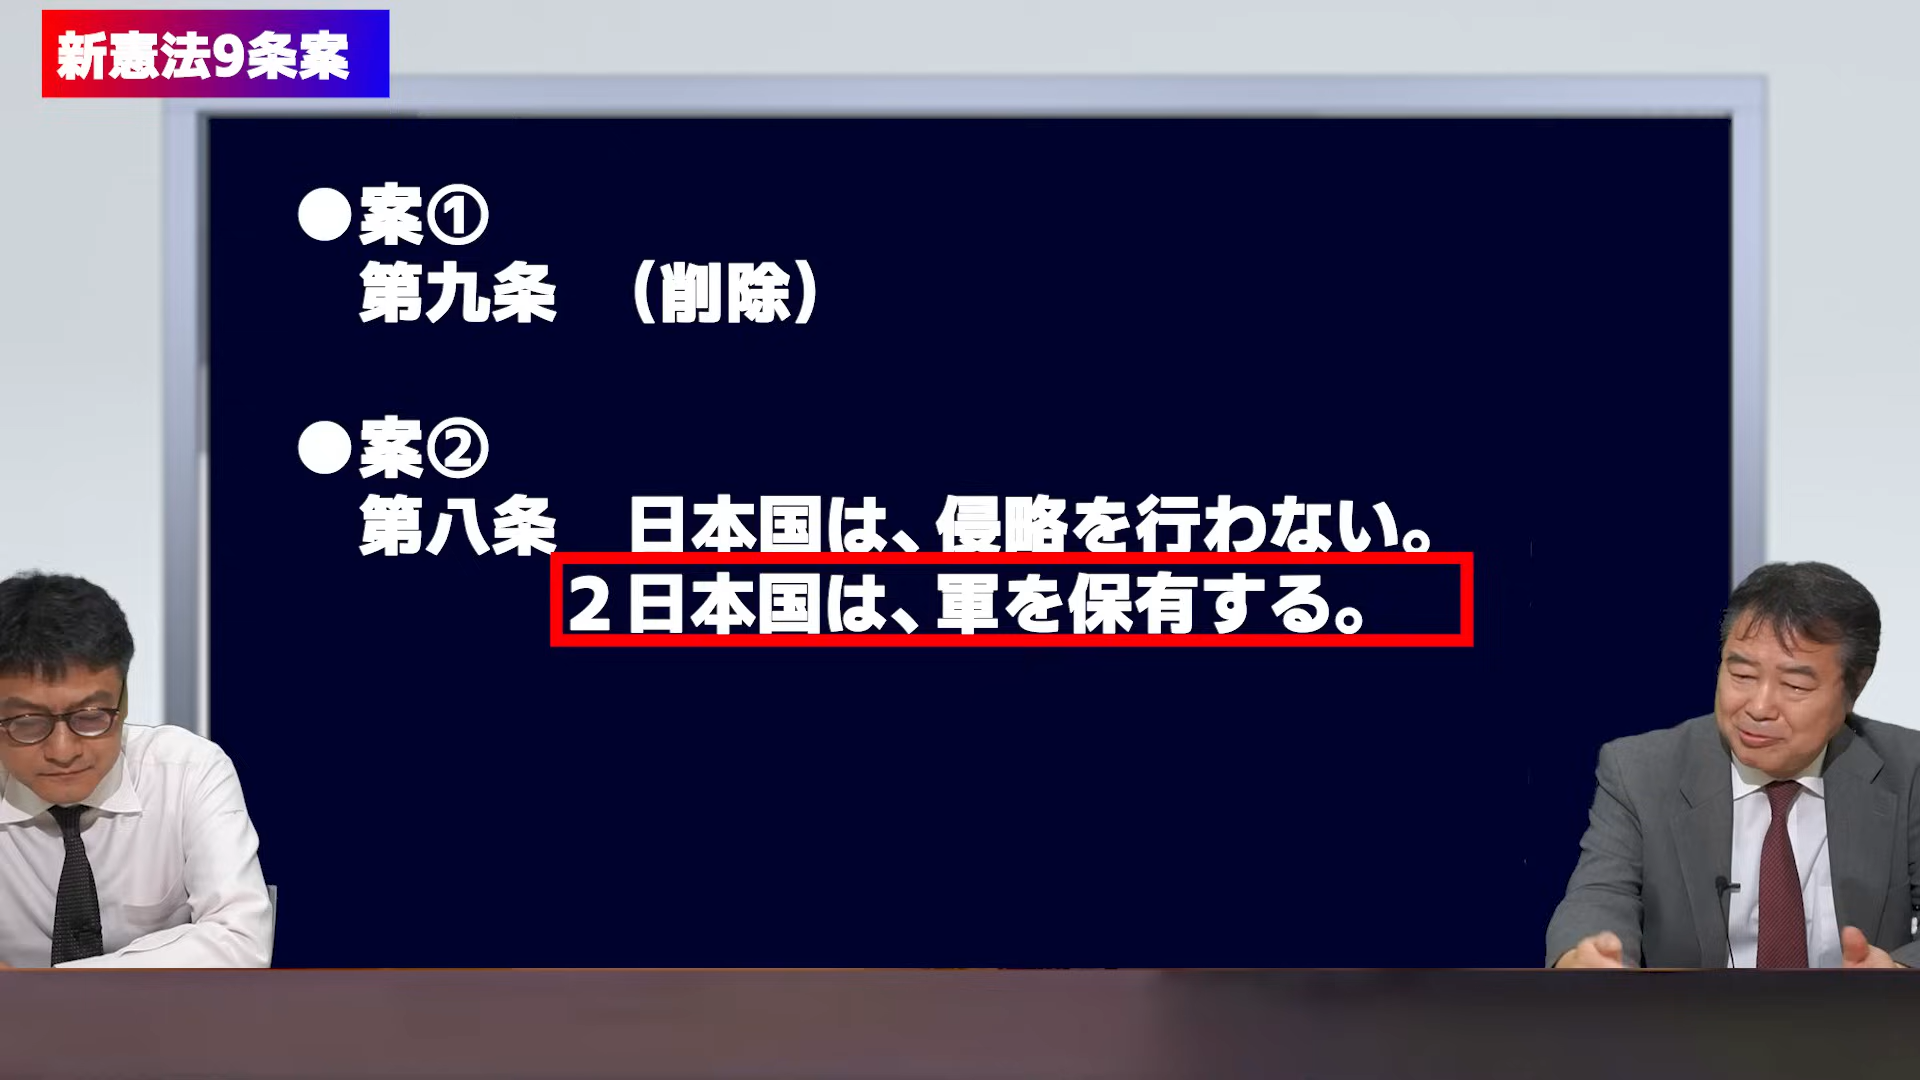 新憲法9条案
●案①
第九条　（削除）
●案②
第八条　日本国は、侵略を行わない。
２日本国は、軍を保有する。